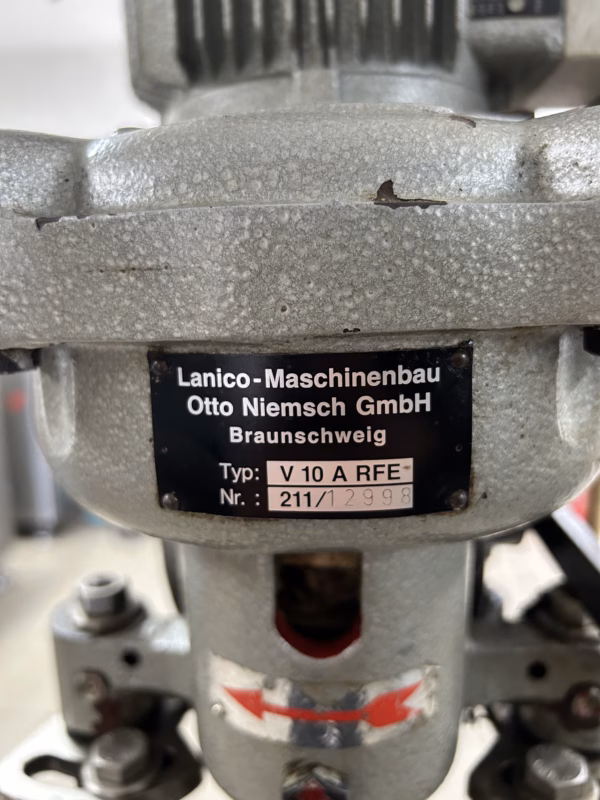 Lanico-Maschinenbau
Otto Niemsch GmbH
Braunschweig
Typ: V 10 A RFE
Nr. : 211/12998